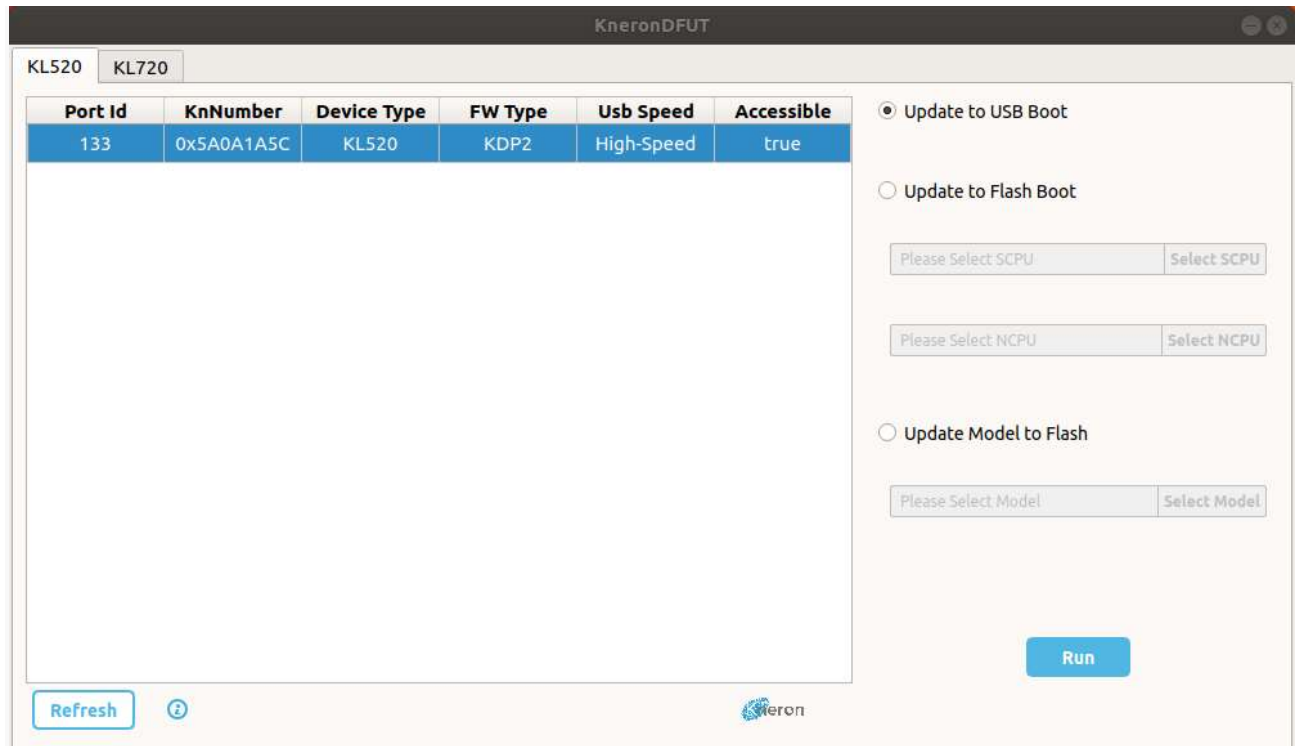 KneronDFUT
KL520 KL720
Port Id KnNumber Device Type FW Type Usb Speed Accessible
133 0x5A0A1A5C KL520 KDP2 High-Speed true
Update to USB Boot
Update to Flash Boot
Please Select SCPU Select SCPU
Please Select NCPU Select NCPU
Update Model to Flash
Please Select Model Select Model
Run
Refresh
Kneron